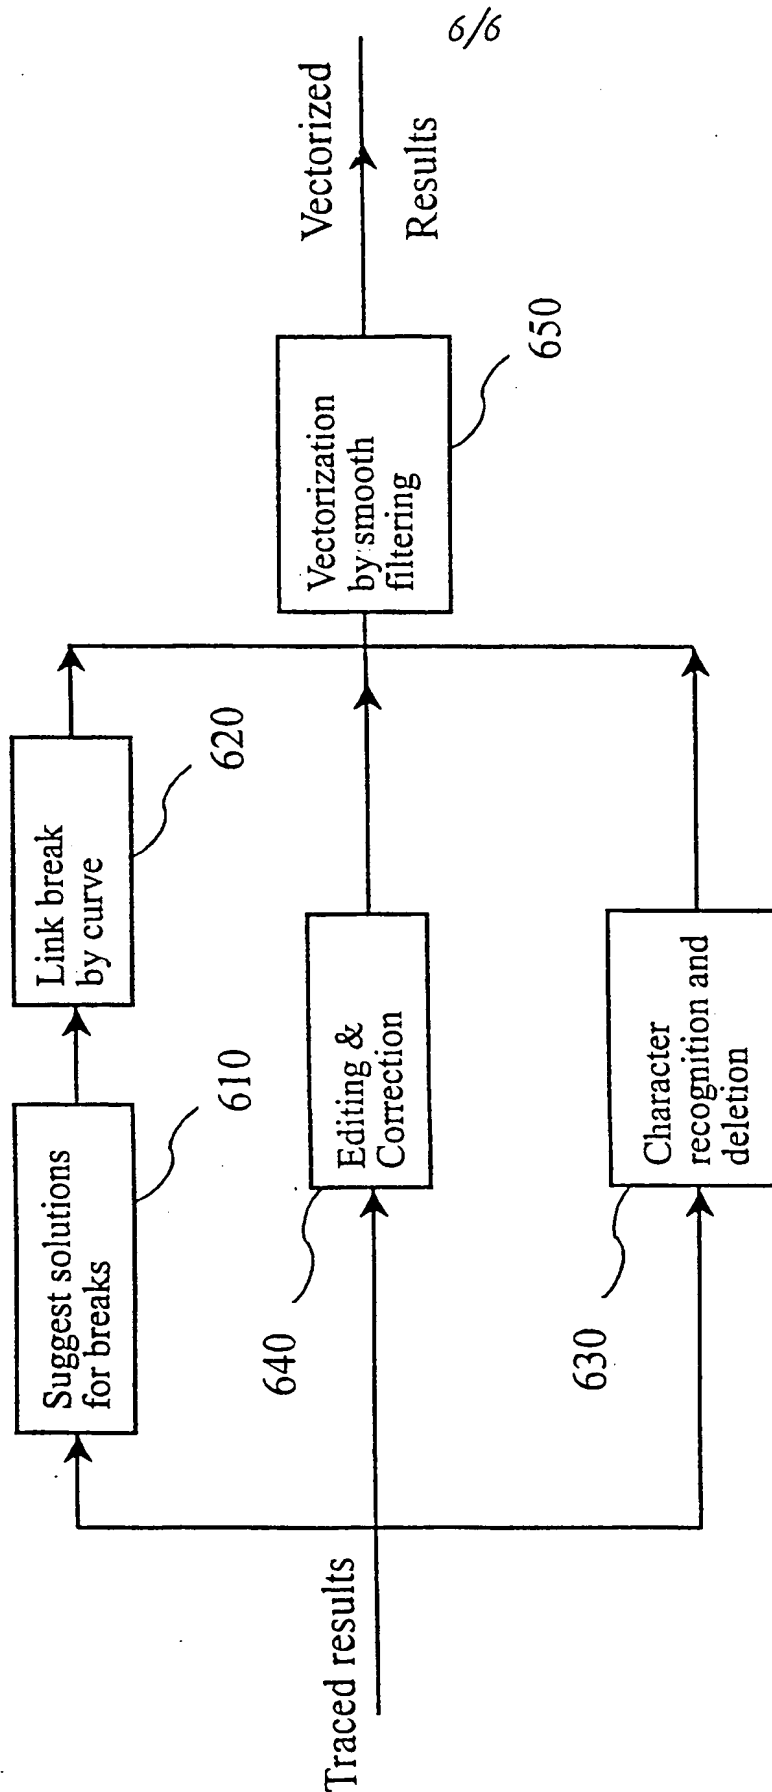 6/6
Traced results
Suggest solutions
for breaks
610
Link break
by curve
620
Editing &
Correction
640
Character
recognition and
deletion
630
Vectorization
by smooth
filtering
650
Vectorized
Results